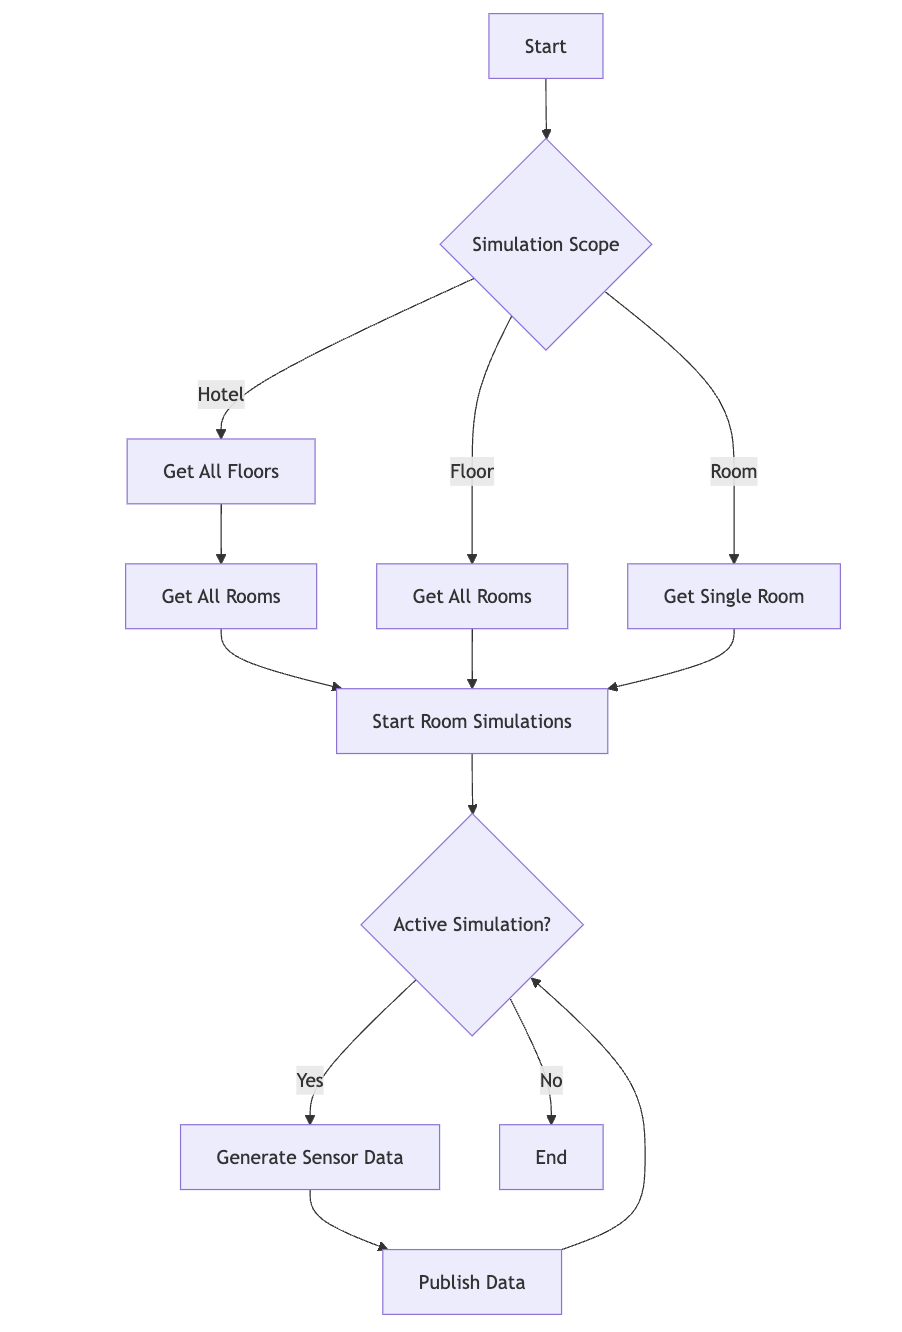 Start
Simulation Scope
Hotel
Floor
Room
Get All Floors
Get All Rooms
Get All Rooms
Get Single Room
Start Room Simulations
Active Simulation?
Yes
No
Generate Sensor Data
End
Publish Data